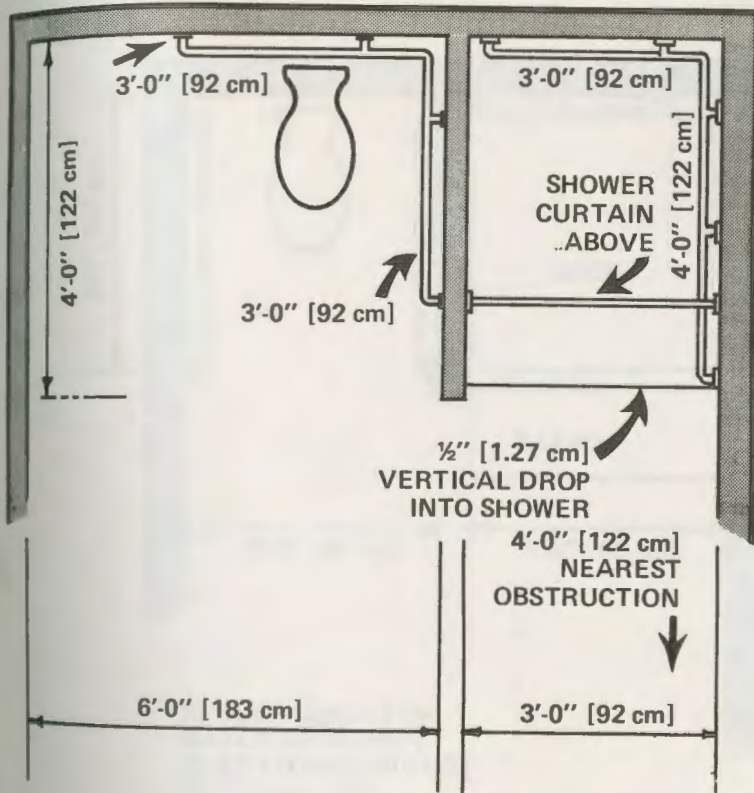 3'-0" [92 cm]
3'-0" [92 cm]
4'-0" [122 cm]
4'-0" [122 cm]
SHOWER
CURTAIN
..ABOVE
3'-0" [92 cm]
½" [1.27 cm]
VERTICAL DROP
INTO SHOWER
4'-0" [122 cm]
NEAREST
OBSTRUCTION
6'-0" [183 cm]
3'-0" [92 cm]